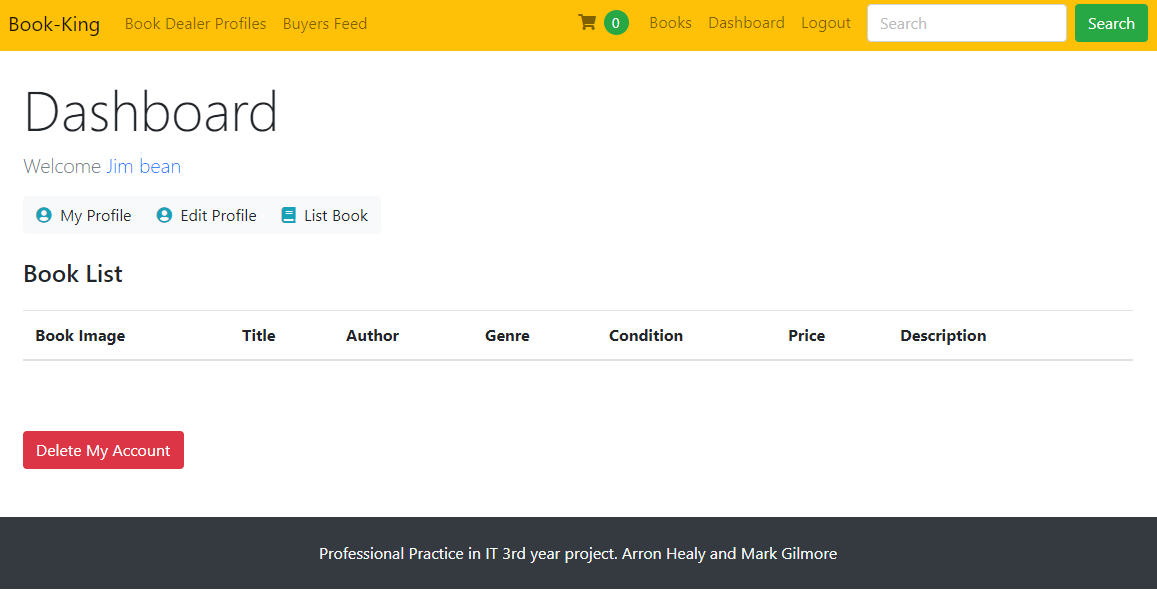 Book-King Book Dealer Profiles Buyers Feed 0 Books Dashboard Logout Search Search
Dashboard
Welcome Jim bean
My Profile Edit Profile List Book
Book List
Book Image Title Author Genre Condition Price Description
Delete My Account
Professional Practice in IT 3rd year project. Arron Healy and Mark Gilmore